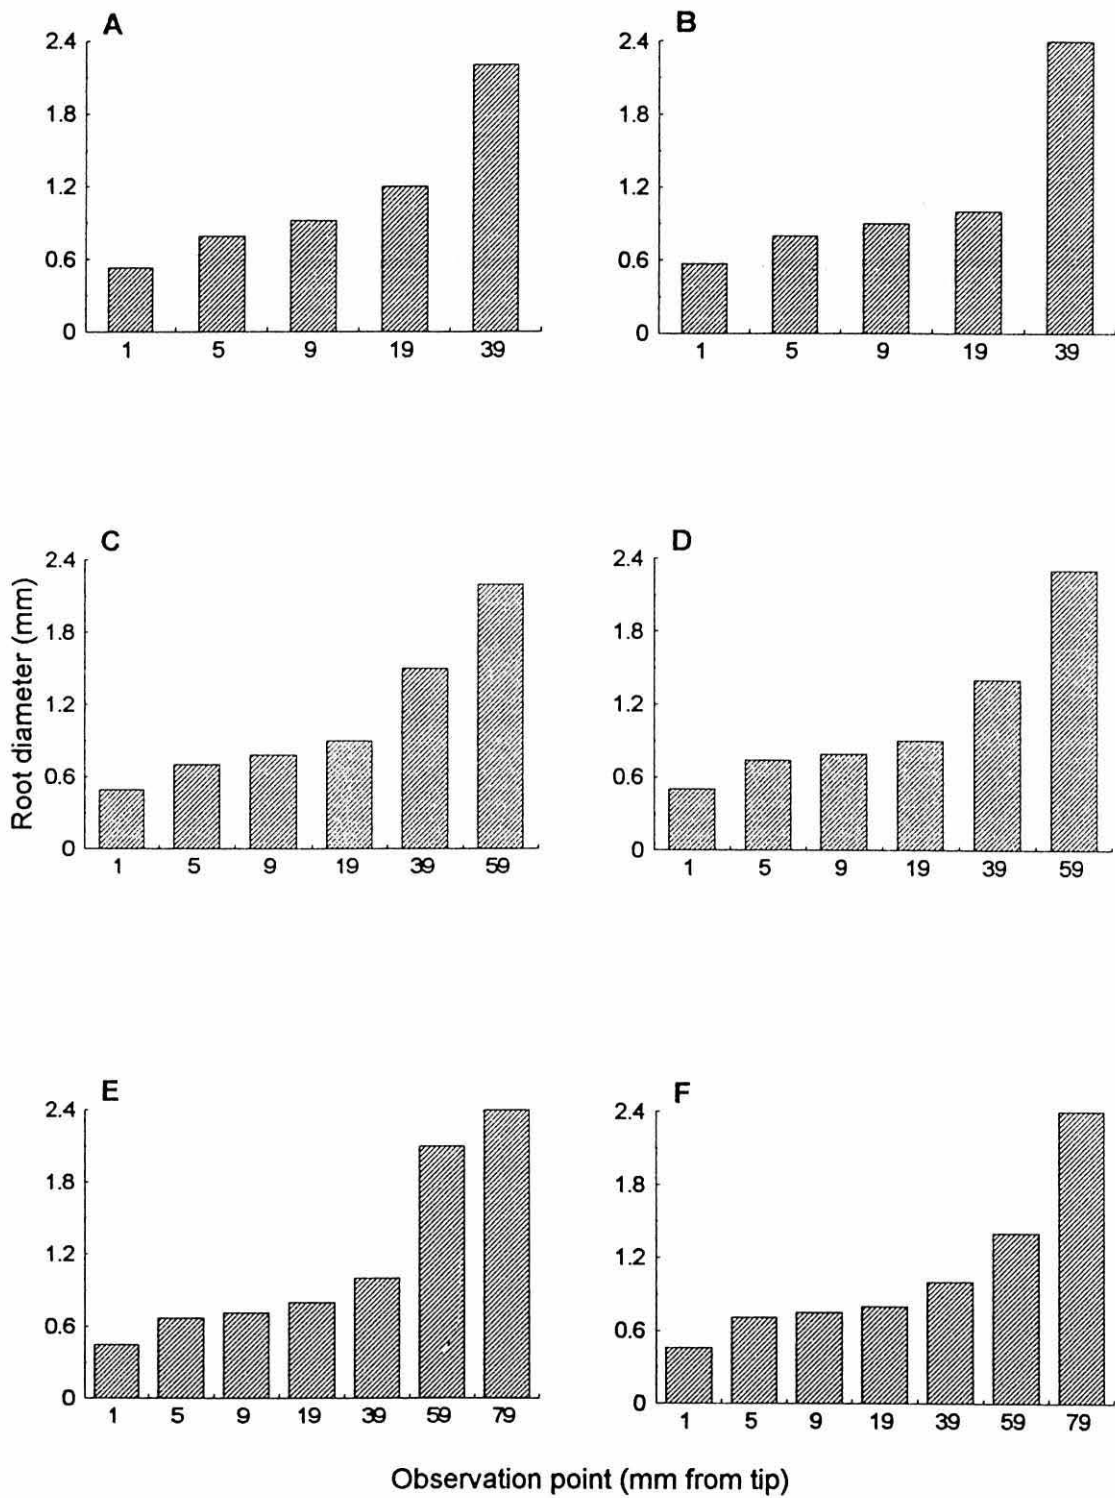 A
2.4
1.8
1.2
0.6
0
1 5 9 19 39
B
2.4
1.8
1.2
0.6
0
1 5 9 19 39
Root diameter (mm)
C
2.4
1.8
1.2
0.6
0
1 5 9 19 39 59
D
2.4
1.8
1.2
0.6
0
1 5 9 19 39 59
E
2.4
1.8
1.2
0.6
0
1 5 9 19 39 59 79
F
2.4
1.8
1.2
0.6
0
1 5 9 19 39 59 79
Observation point (mm from tip)